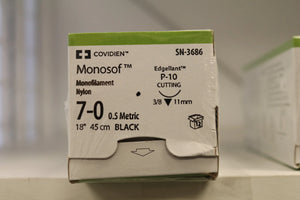 COVIDIEN™
SN-3686
Monosof™
Monofilament
Nylon
Edgellant™
P-10
CUTTING
3/8 11mm
7-0 0.5 Metric
18" 45 cm BLACK